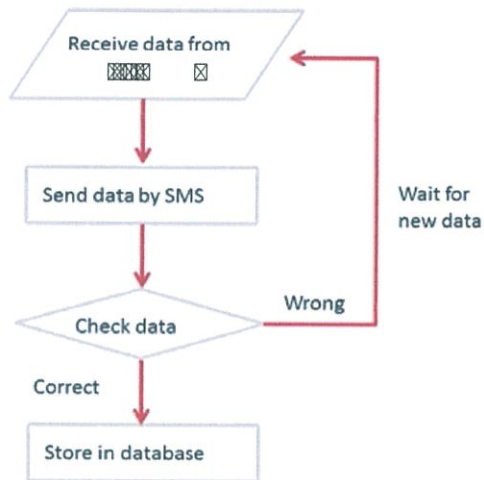 Receive data from
Send data by SMS
Wait for
new data
Check data
Wrong
Correct
Store in database